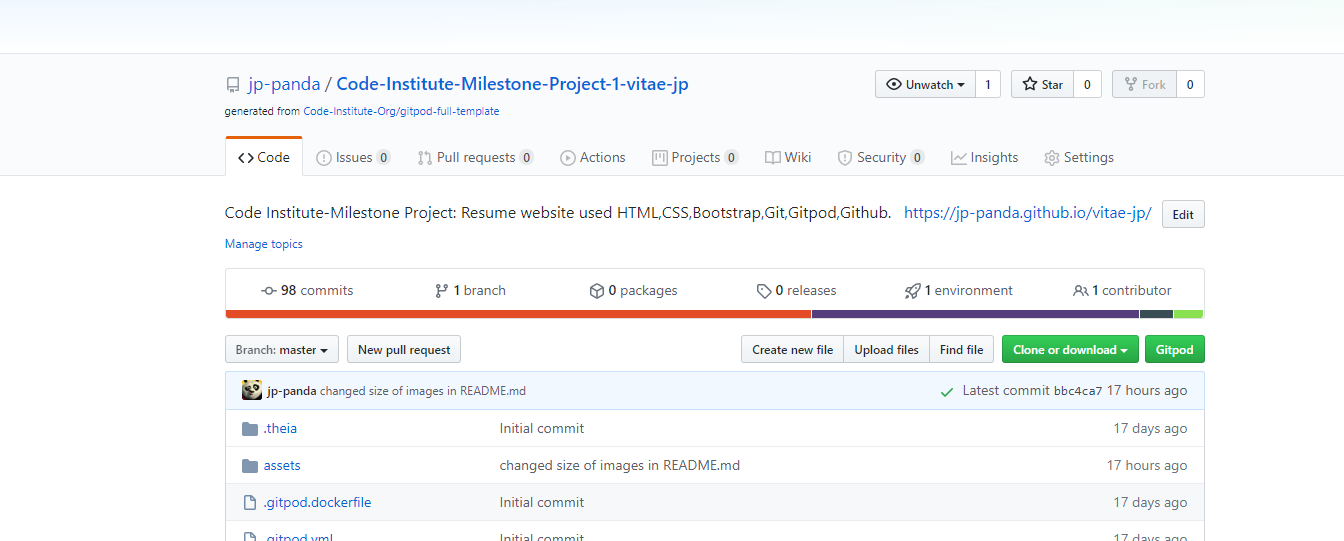 jp-panda / Code-Institute-Milestone-Project-1-vitae-jp Unwatch 1 Star 0 Fork 0
generated from Code-Institute-Org/gitpod-full-template
Code Issues 0 Pull requests 0 Actions Projects 0 Wiki Security 0 Insights Settings
Code Institute-Milestone Project: Resume website used HTML,CSS,Bootstrap,Git,Gitpod,Github. https://jp-panda.github.io/vitae-jp/ Edit
Manage topics
98 commits 1 branch 0 packages 0 releases 1 environment 1 contributor
Branch: master New pull request Create new file Upload files Find file Clone or download Gitpod
jp-panda changed size of images in README.md Latest commit bbc4ca7 17 hours ago
.theia Initial commit 17 days ago
assets changed size of images in README.md 17 hours ago
.gitpod.dockerfile Initial commit 17 days ago
.gitpod.yml Initial commit 17 days ago